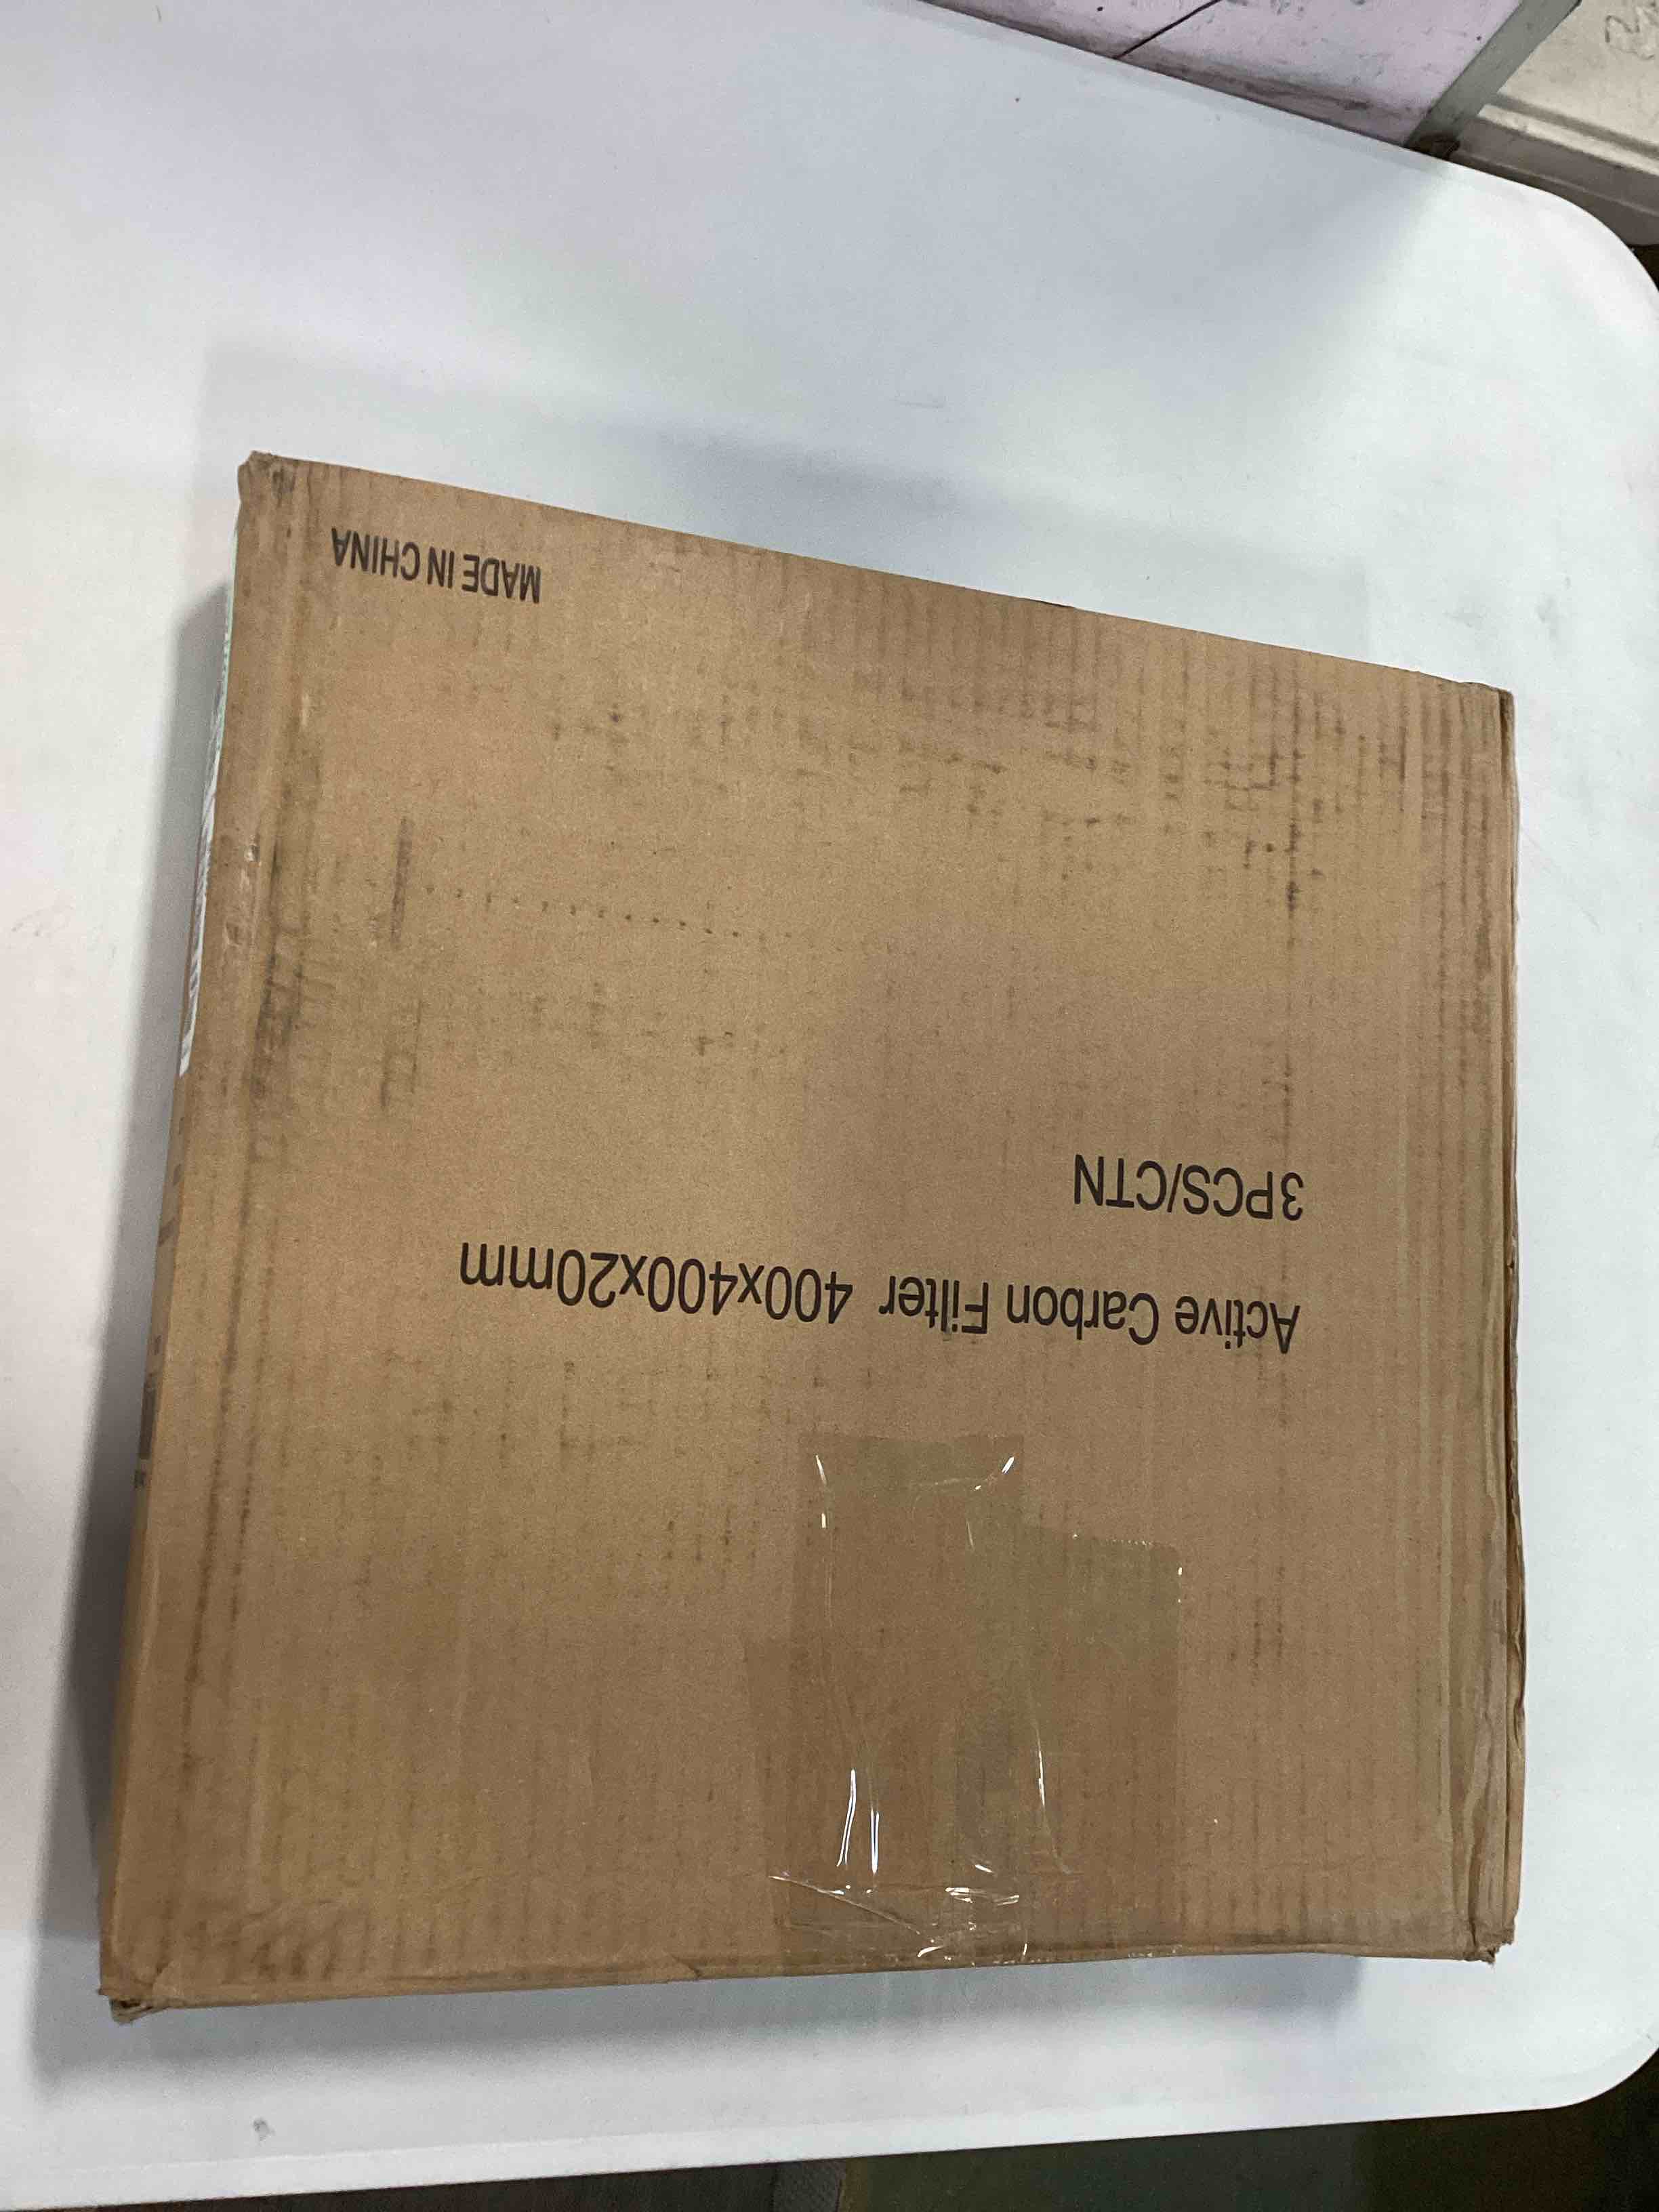 Active Carbon Filter 400x400x20mm
3PCS/CTN
MADE IN CHINA